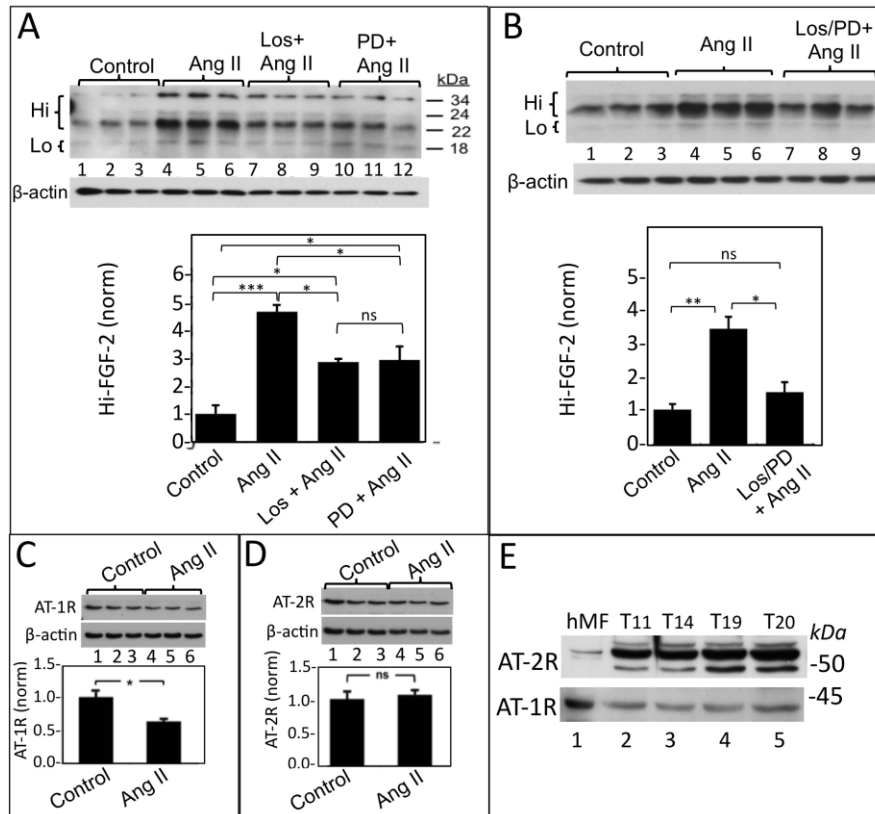 A
Control
Ang II
Los+
Ang II
PD+
Ang II
kDa
Hi
Lo
34
24
22
18
1 2 3 4 5 6 7 8 9 10 11 12
β-actin
Hi-FGF-2 (norm)
6
5
4
3
2
1
0
*
*
*
***
*
ns
Control
Ang II
Los + Ang II
PD + Ang II
B
Control
Ang II
Los/PD+
Ang II
Hi
Lo
1 2 3 4 5 6 7 8 9
β-actin
Hi-FGF-2 (norm)
5
4
3
2
1
0
ns
**
*
Control
Ang II
Los/PD
+ Ang II
C
Control
Ang II
AT-1R
β-actin
1 2 3 4 5 6
AT-1R (norm)
1.5
1.0
0.5
0.0
*
Control
Ang II
D
Control
Ang II
AT-2R
β-actin
1 2 3 4 5 6
AT-2R (norm)
1.5
1.0
0.5
0.0
ns
Control
Ang II
E
hMF T11 T14 T19 T20
kDa
AT-2R
-50
-45
AT-1R
1 2 3 4 5